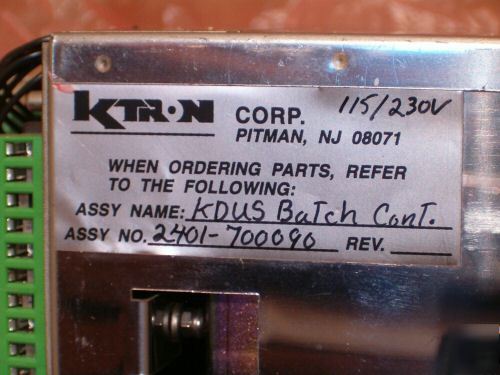 KTRON CORP. 115/230V
PITMAN, NJ 08071
WHEN ORDERING PARTS, REFER
TO THE FOLLOWING:
ASSY NAME: KDUS BaTch ConT.
ASSY NO. 2401-700090 REV.